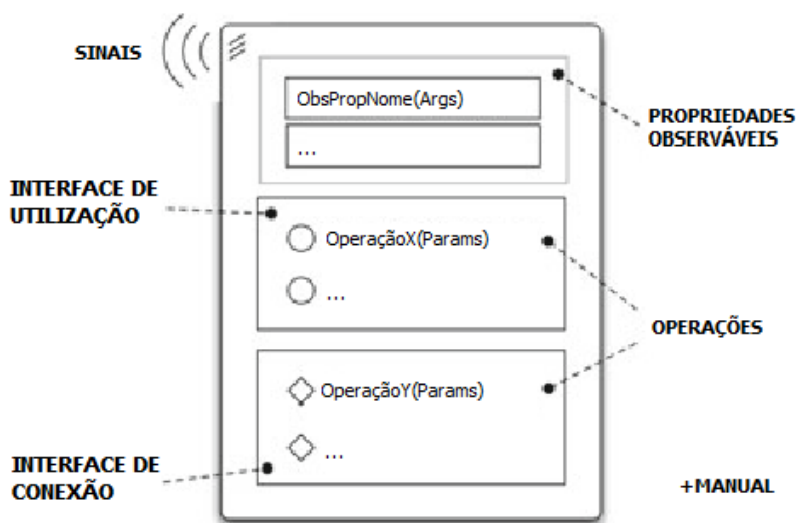 SINAIS
ObsPropNome(Args)
...
PROPRIEDADES
OBSERVÁVEIS
INTERFACE DE
UTILIZAÇÃO
OperaçãoX(Params)
...
OPERAÇÕES
OperaçãoY(Params)
...
INTERFACE DE
CONEXÃO
+MANUAL